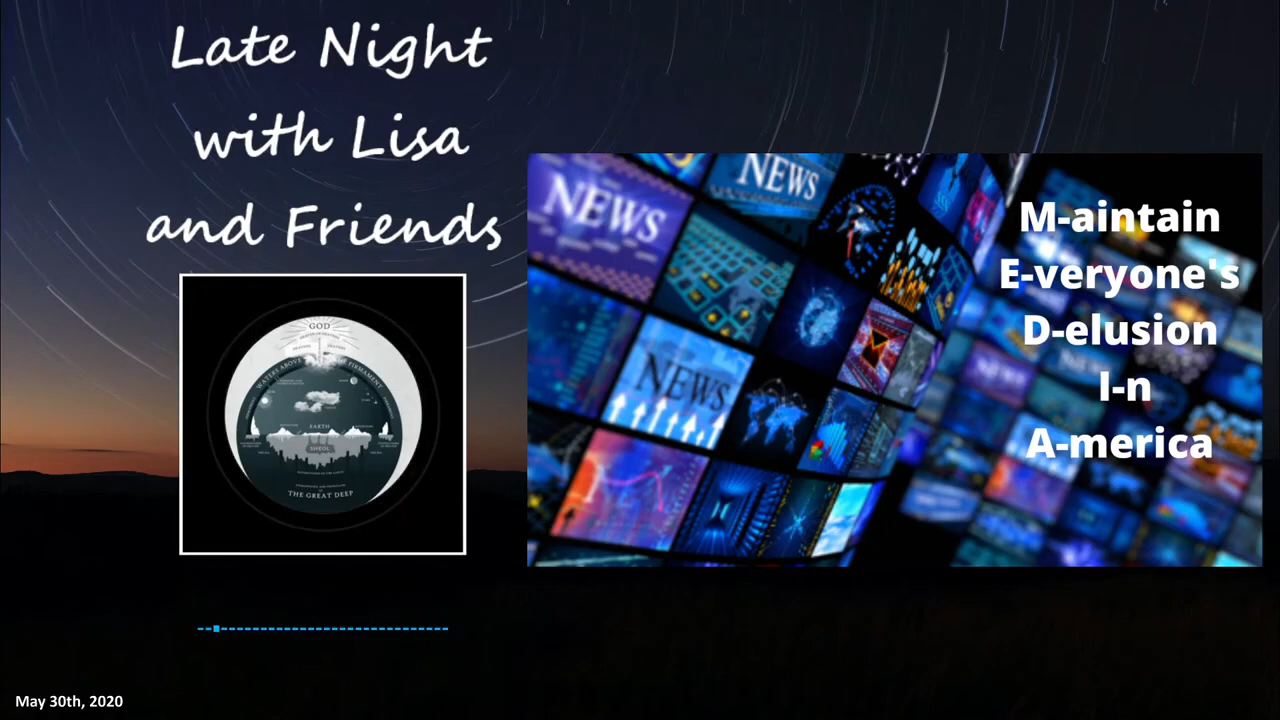 Late Night
with Lisa
and Friends
GOD
WATERS ABOVE THE FIRMAMENT
EARTH
SHEOL
THE GREAT DEEP
NEWS
NEWS
NEWS
M-aintain
E-veryone's
D-elusion
I-n
A-merica
May 30th, 2020